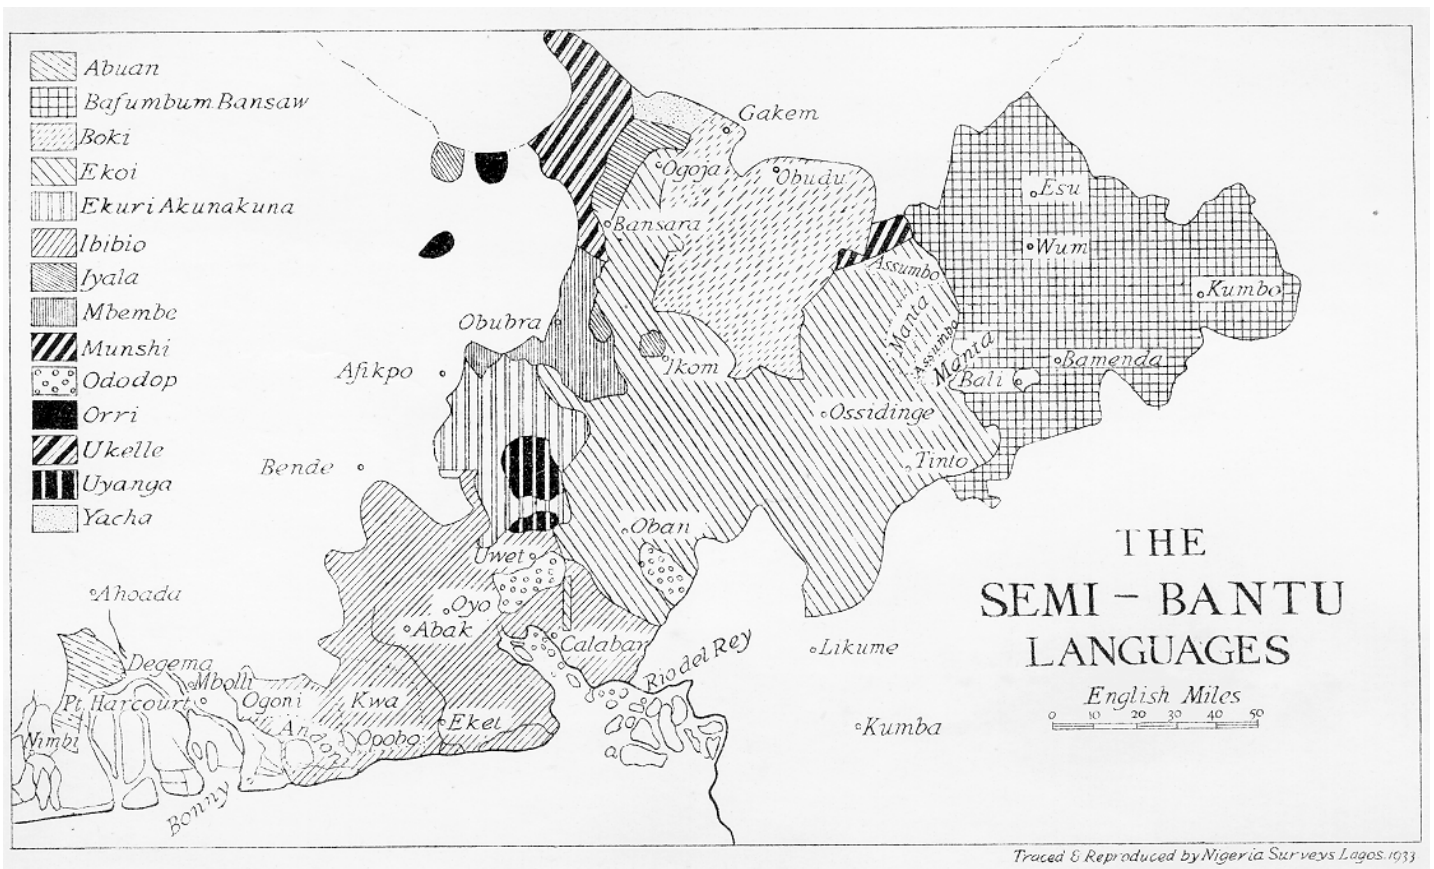 Abuan
Bafumbum Bansaw
Boki
Ekoi
Ekuri Akunakuna
Ibibio
Iyala
Mbembe
Munshi
Ododop
Orri
Ukelle
Uyanga
Yacha
Gakem
Ogoja
Obudu
Bansara
Esu
Wum
Kumbo
Assumbo
Manta
Assumbo
Manta
Bali
Bamenda
Obubra
Ikom
Afikpo
Ossidinge
Bende
Tinto
Oban
Uwet
Ahoada
Oyo
Abak
Calabar
Rio del Rey
Likume
Degema
Mbolli
Pt. Harcourt
Ogoni
Kwa
Andoni
Opobo
Eket
Nimbi
Bonny
Kumba
THE
SEMI - BANTU
LANGUAGES
English Miles
0 10 20 30 40 50
Traced & Reproduced by Nigeria Surveys Lagos. 1933